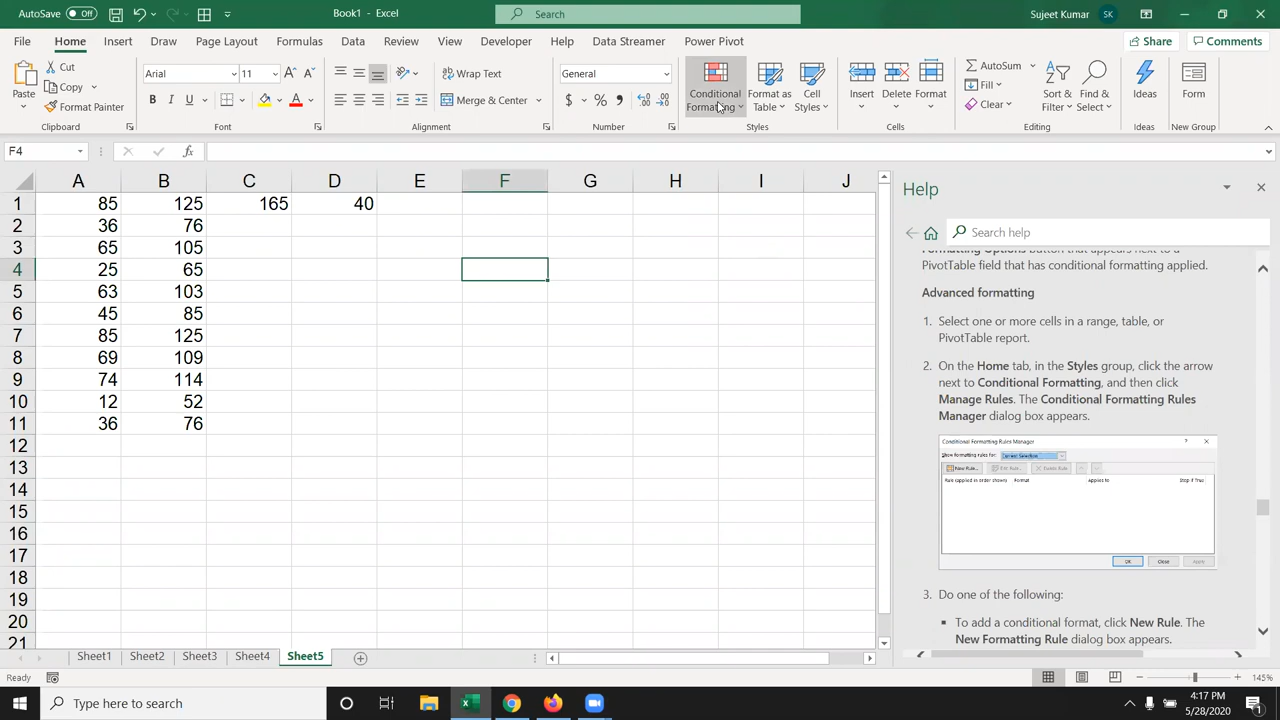 AutoSave Off Book1 - Excel Search Sujeet Kumar SK
File Home Insert Draw Page Layout Formulas Data Review View Developer Help Data Streamer Power Pivot Share Comments
Paste Cut Copy Format Painter
Clipboard
Arial 11
B I U A
Font
Wrap Text
Merge & Center
Alignment
General
$ % ,
Number
Conditional Formatting
Format as Table
Cell Styles
Styles
Insert Delete Format
Cells
AutoSum
Fill
Clear
Sort & Filter
Find & Select
Editing
Ideas
Ideas
Form
New Group
F4 fx
A B C D E F G H I J
1 85 125 165 40
2 36 76
3 65 105
4 25 65
5 63 103
6 45 85
7 85 125
8 69 109
9 74 114
10 12 52
11 36 76
12
13
14
15
16
17
18
19
20
21
Help
Search help
Formatting Options button that appears next to a
PivotTable field that has conditional formatting applied.
Advanced formatting
1. Select one or more cells in a range, table, or
PivotTable report.
2. On the Home tab, in the Styles group, click the arrow
next to Conditional Formatting, and then click
Manage Rules. The Conditional Formatting Rules
Manager dialog box appears.
Conditional Formatting Rules Manager ? ×
Show formatting rules for: Current Selection
New Rule... Edit Rule... Delete Rule
Rule (applied in order shown) Format Applies to Stop If True
OK Close Apply
3. Do one of the following:
▪ To add a conditional format, click New Rule. The
New Formatting Rule dialog box appears.
Sheet1 Sheet2 Sheet3 Sheet4 Sheet5
Ready 145%
Type here to search
4:17 PM
5/28/2020
1